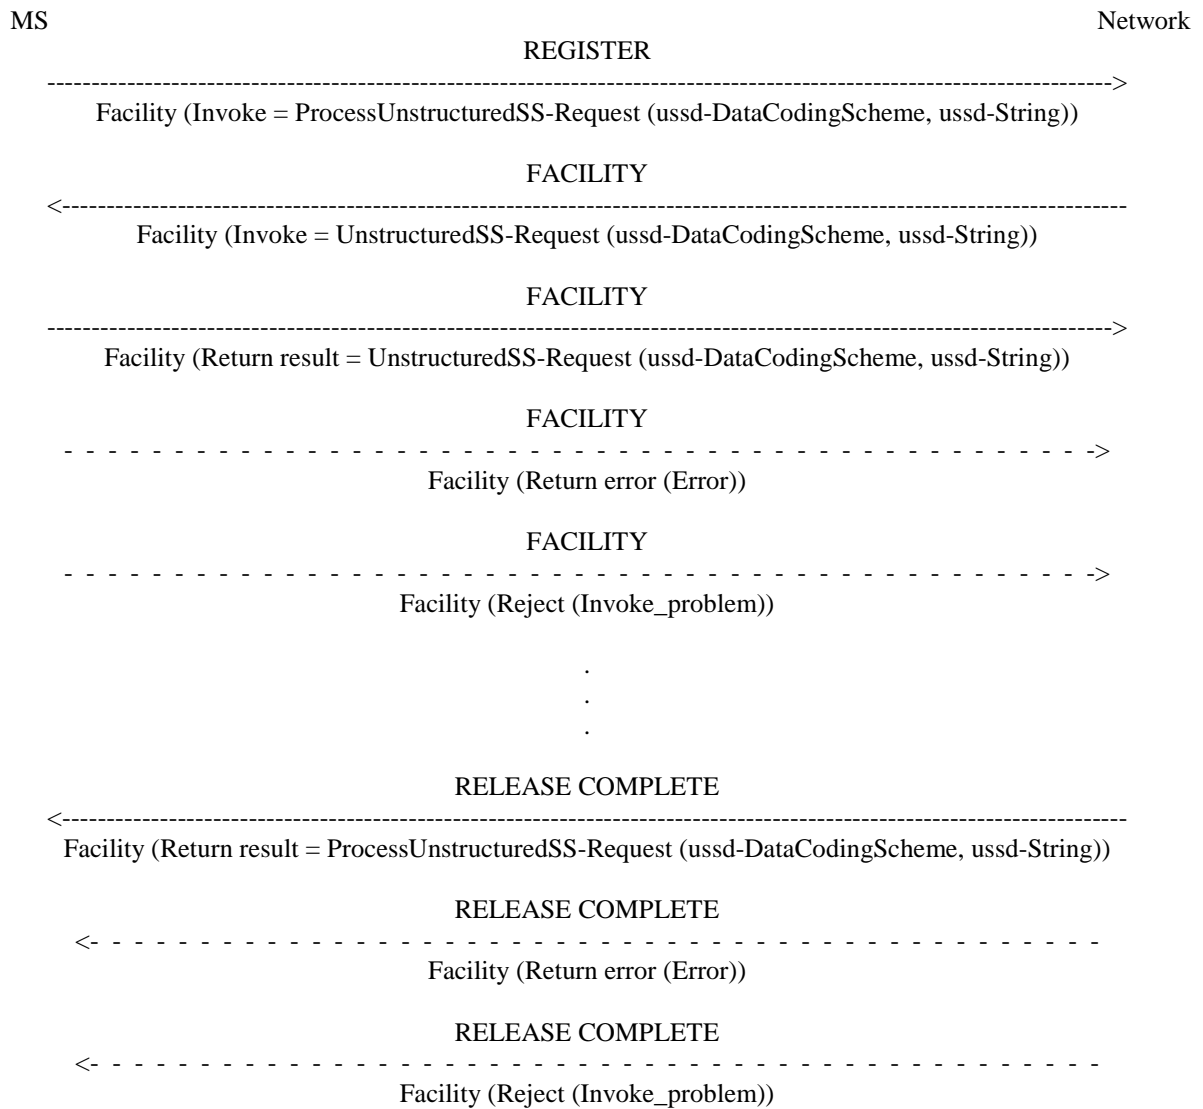 MS Network
REGISTER
------------------------------------------------------------------------------------------------------------------------>
Facility (Invoke = ProcessUnstructuredSS-Request (ussd-DataCodingScheme, ussd-String))
FACILITY
<------------------------------------------------------------------------------------------------------------------------
Facility (Invoke = UnstructuredSS-Request (ussd-DataCodingScheme, ussd-String))
FACILITY
------------------------------------------------------------------------------------------------------------------------>
Facility (Return result = UnstructuredSS-Request (ussd-DataCodingScheme, ussd-String))
FACILITY
- - - - - - - - - - - - - - - - - - - - - - - - - - - - - - - - - - - - - - - - - - - - - - - ->
Facility (Return error (Error))
FACILITY
- - - - - - - - - - - - - - - - - - - - - - - - - - - - - - - - - - - - - - - - - - - - - - - ->
Facility (Reject (Invoke_problem))
.
.
.
RELEASE COMPLETE
<------------------------------------------------------------------------------------------------------------------------
Facility (Return result = ProcessUnstructuredSS-Request (ussd-DataCodingScheme, ussd-String))
RELEASE COMPLETE
<- - - - - - - - - - - - - - - - - - - - - - - - - - - - - - - - - - - - - - - - - - - - - - -
Facility (Return error (Error))
RELEASE COMPLETE
<- - - - - - - - - - - - - - - - - - - - - - - - - - - - - - - - - - - - - - - - - - - - - - -
Facility (Reject (Invoke_problem))